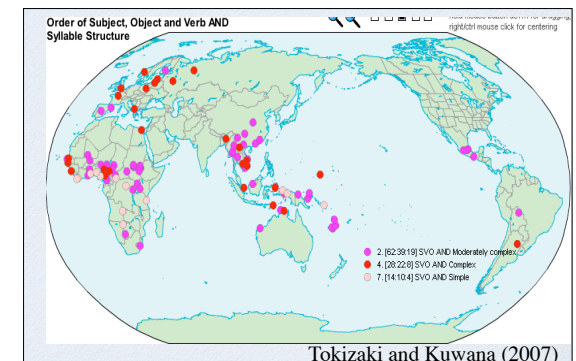 Order of Subject, Object and Verb AND
Syllable Structure
right/ctrl mouse click for centering
2. [62:39:19] SVO AND Moderately complex
4. [28:22:8] SVO AND Complex
7. [14:10:4] SVO AND Simple
Tokizaki and Kuwana (2007)